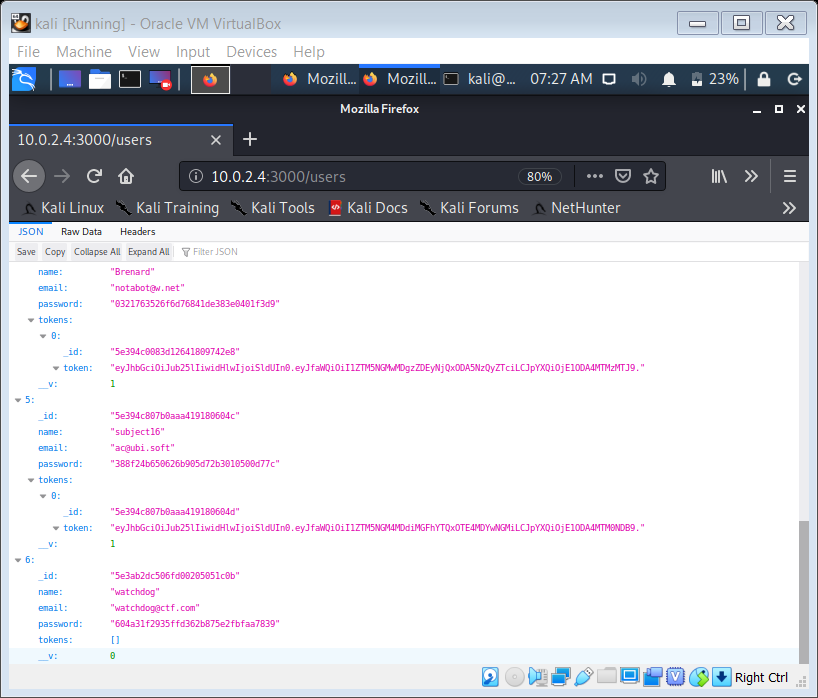 kali [Running] - Oracle VM VirtualBox
File Machine View Input Devices Help
Mozill... Mozill... kali@... 07:27 AM 23%
Mozilla Firefox
10.0.2.4:3000/users
10.0.2.4:3000/users 80%
Kali Linux Kali Training Kali Tools Kali Docs Kali Forums NetHunter
JSON Raw Data Headers
Save Copy Collapse All Expand All Filter JSON
name: "Brenard"
email: "notabot@w.net"
password: "0321763526f6d76841de383e0401f3d9"
tokens:
0:
_id: "5e394c0083d12641809742e8"
token: "eyJhbGciOiJub25lIiwidHlwIjoiSldUIn0.eyJfaWQiOiI1ZTM5NGMwMDgzZDEyNjQxODA5NzQyZTciLCJpYXQiOjE1ODA4MTMzMTJ9."
__v: 1
5:
_id: "5e394c807b0aaa419180604c"
name: "subject16"
email: "ac@ubi.soft"
password: "388f24b650626b905d72b3010500d77c"
tokens:
0:
_id: "5e394c807b0aaa419180604d"
token: "eyJhbGciOiJub25lIiwidHlwIjoiSldUIn0.eyJfaWQiOiI1ZTM5NGM4MDdiMGFhYTQxOTE4MDYwNGMiLCJpYXQiOjE1ODA4MTM0NDB9."
__v: 1
6:
_id: "5e3ab2dc506fd00205051c0b"
name: "watchdog"
email: "watchdog@ctf.com"
password: "604a31f2935ffd362b875e2fbfaa7839"
tokens: []
__v: 0
Right Ctrl